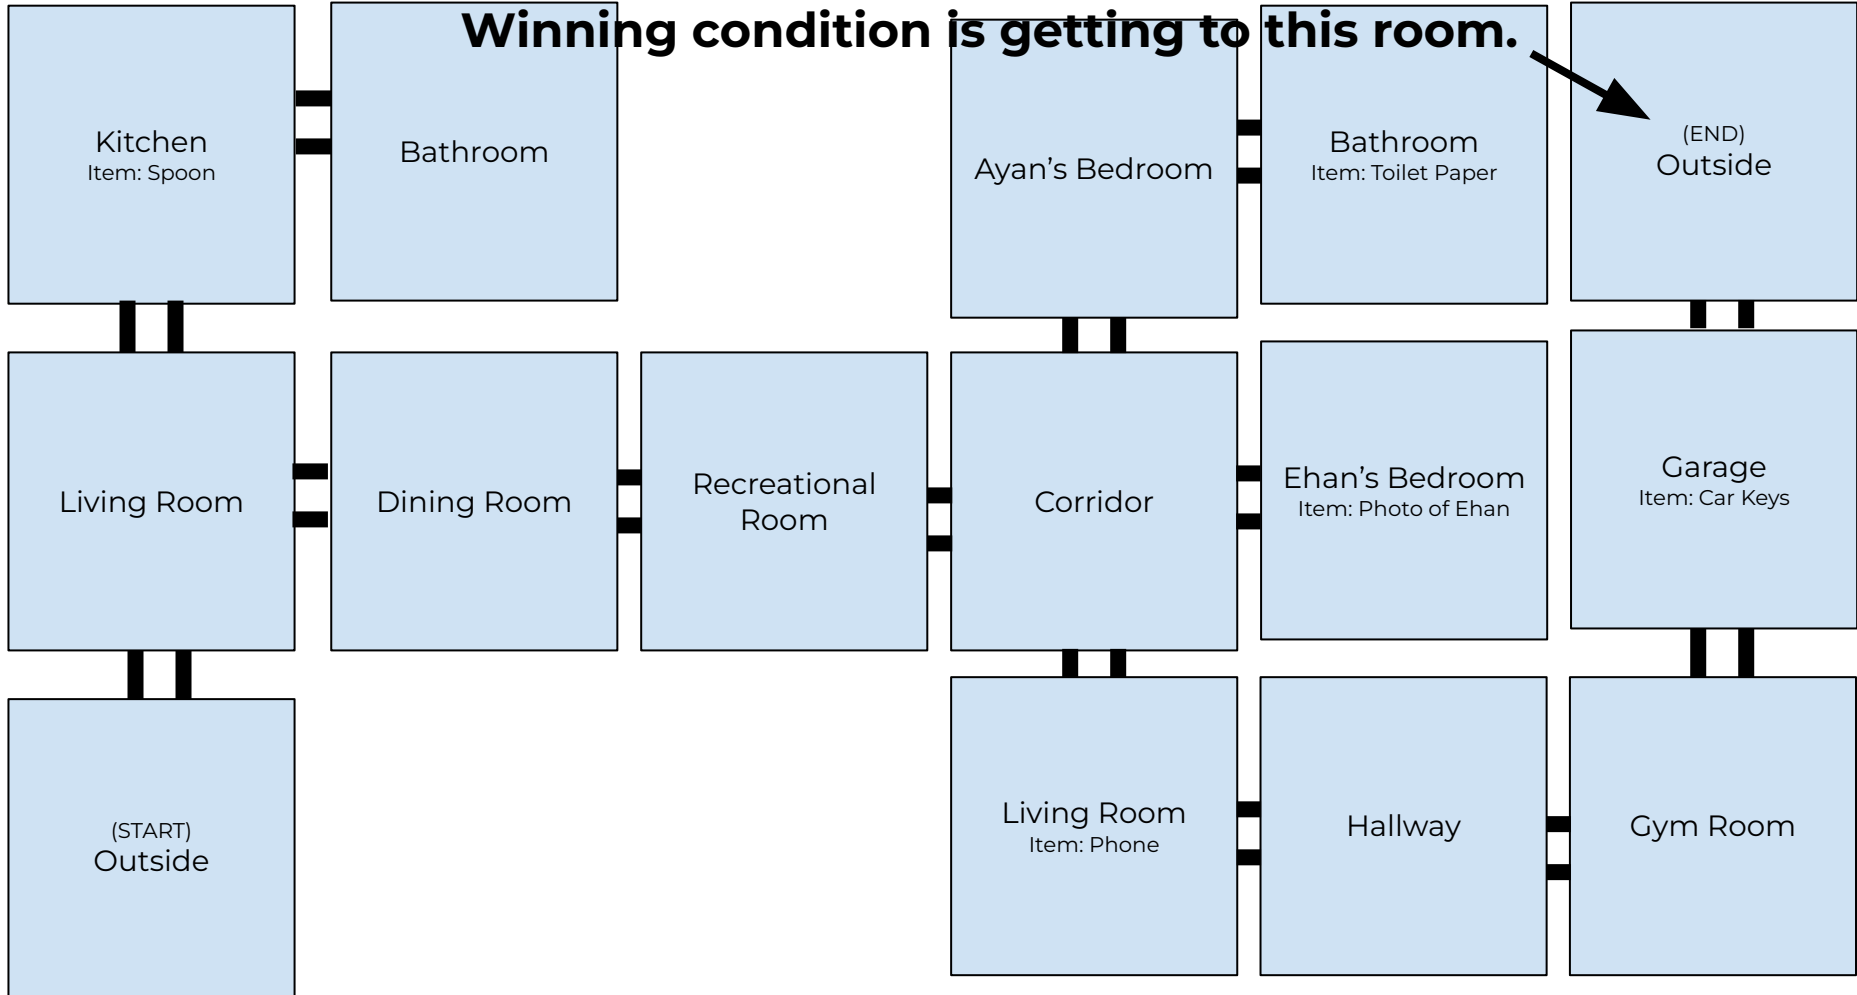 Winning condition is getting to this room.
Kitchen
Item: Spoon
Bathroom
Ayan's Bedroom
Bathroom
Item: Toilet Paper
(END)
Outside
Living Room
Dining Room
Recreational
Room
Corridor
Ehan's Bedroom
Item: Photo of Ehan
Garage
Item: Car Keys
(START)
Outside
Living Room
Item: Phone
Hallway
Gym Room